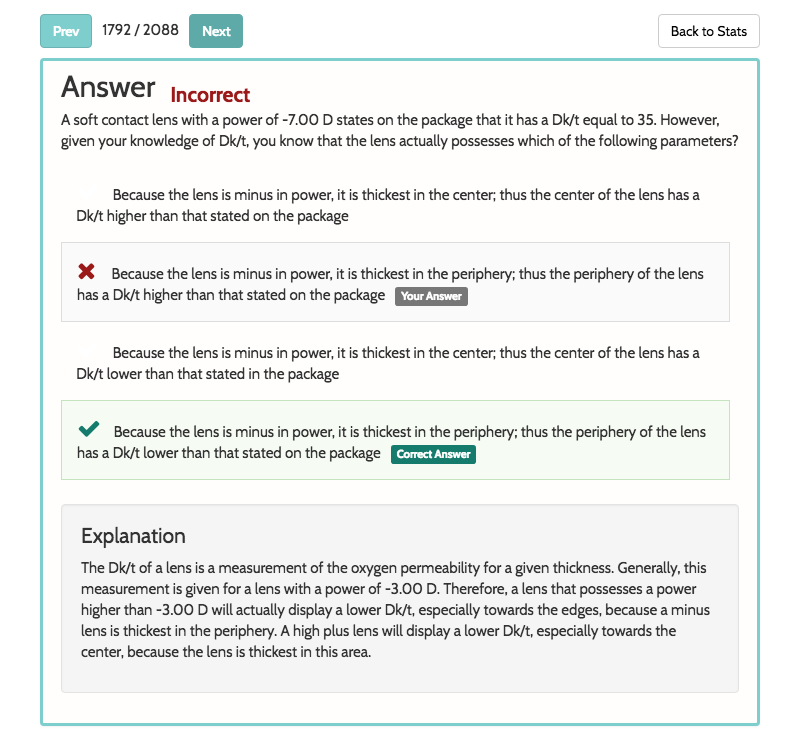 Prev 1792 / 2088 Next Back to Stats
Answer Incorrect
A soft contact lens with a power of -7.00 D states on the package that it has a Dk/t equal to 35. However,
given your knowledge of Dk/t, you know that the lens actually possesses which of the following parameters?
Because the lens is minus in power, it is thickest in the center; thus the center of the lens has a
Dk/t higher than that stated on the package
Because the lens is minus in power, it is thickest in the periphery; thus the periphery of the lens
has a Dk/t higher than that stated on the package Your Answer
Because the lens is minus in power, it is thickest in the center; thus the center of the lens has a
Dk/t lower than that stated in the package
Because the lens is minus in power, it is thickest in the periphery; thus the periphery of the lens
has a Dk/t lower than that stated on the package Correct Answer
Explanation
The Dk/t of a lens is a measurement of the oxygen permeability for a given thickness. Generally, this
measurement is given for a lens with a power of -3.00 D. Therefore, a lens that possesses a power
higher than -3.00 D will actually display a lower Dk/t, especially towards the edges, because a minus
lens is thickest in the periphery. A high plus lens will display a lower Dk/t, especially towards the
center, because the lens is thickest in this area.